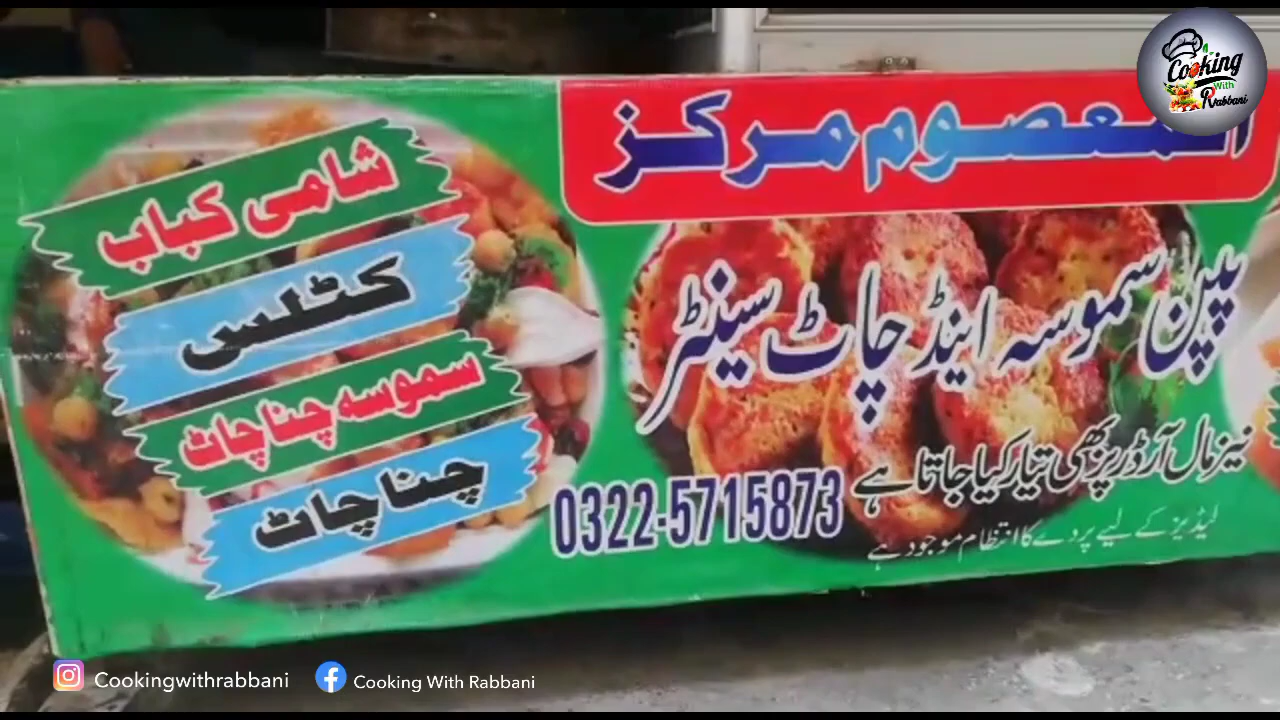 المعصوم مرکز
پپن سموسہ اینڈ چاٹ سینٹر
نیز مال آرڈر پر بھی تیار کیا جاتا ہے
0322-5715873
لیڈیز کے لیے پردے کا انتظام موجود ہے
شامی کباب
کٹلس
سموسہ چنا چاٹ
چنا چاٹ
Cooking
With
Rabbani
Cookingwithrabbani
Cooking With Rabbani